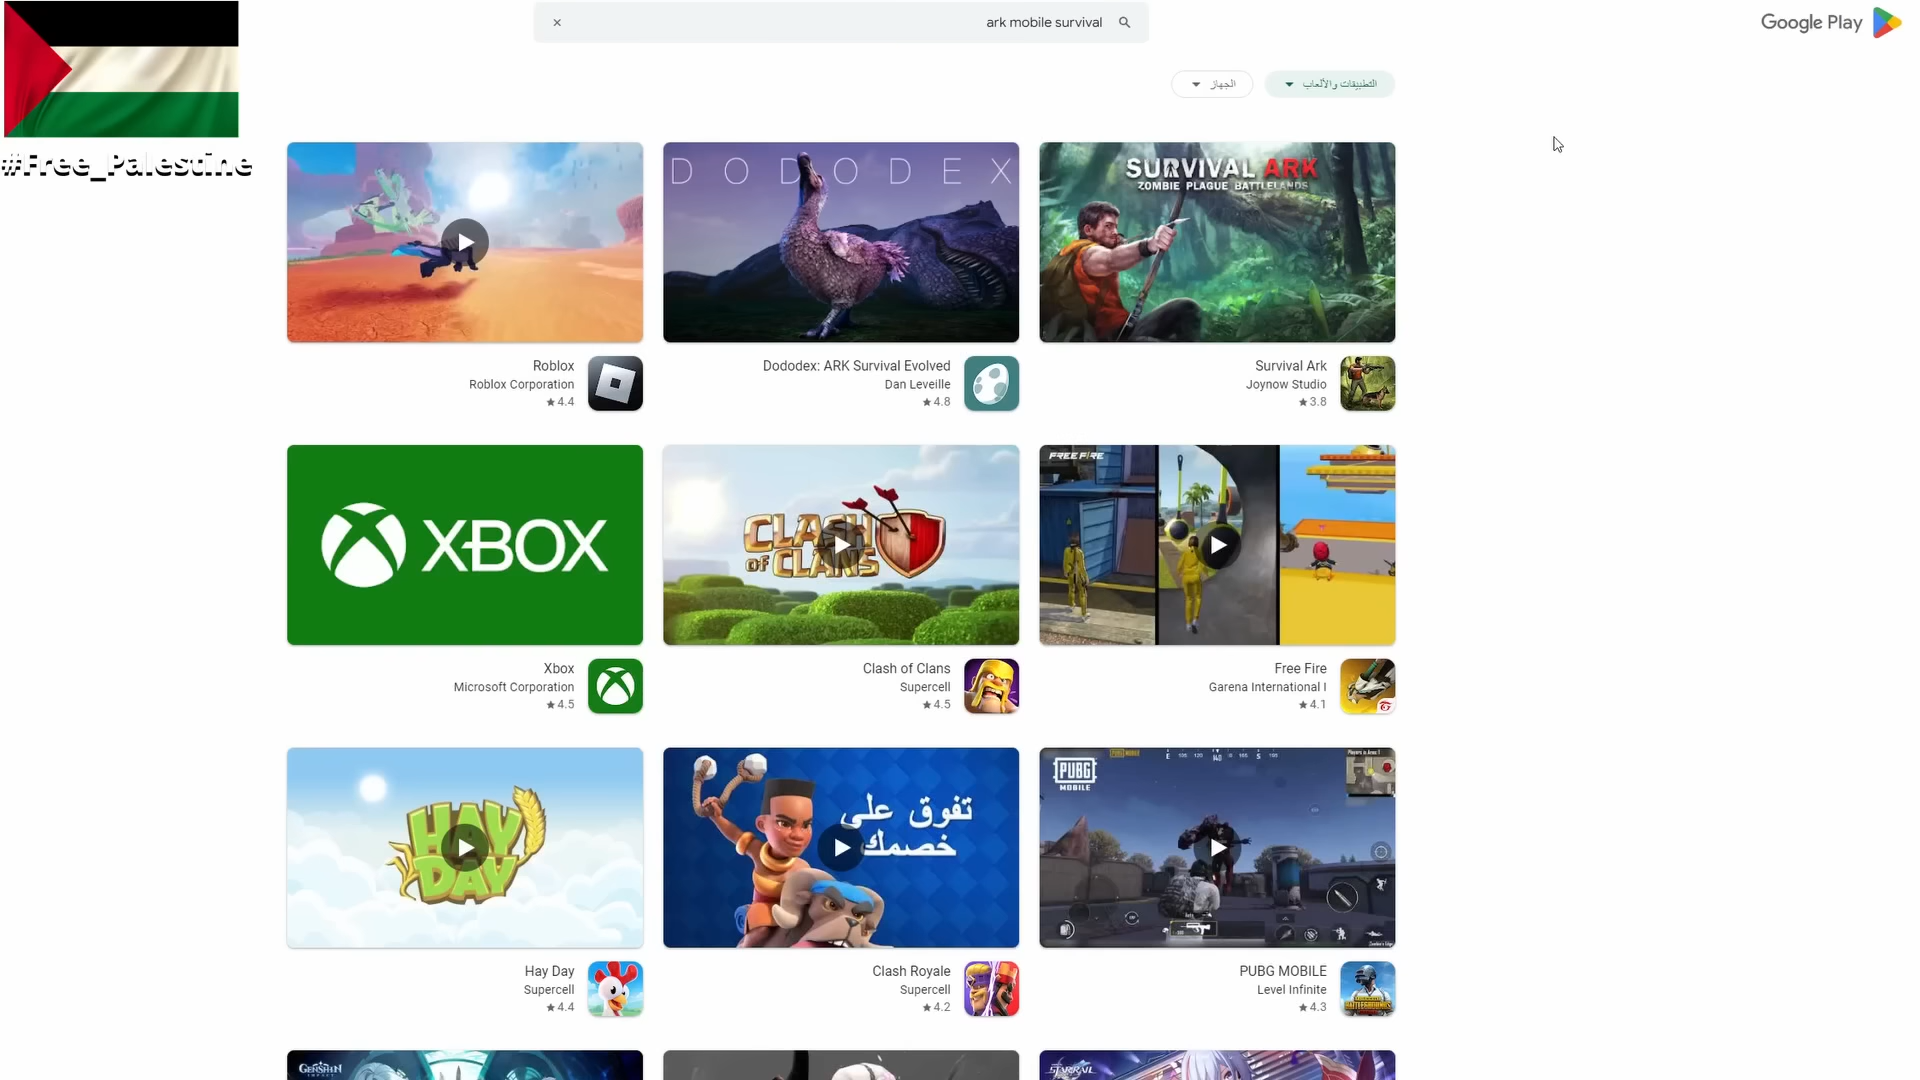 ark mobile survival
Google Play
#Free_Palestine
التطبيقات والألعاب
الجهاز
SURVIVAL ARK
ZOMBIE PLAGUE BATTLELANDS
DODODEX
Survival Ark
Joynow Studio
3.8
Dododex: ARK Survival Evolved
Dan Leveille
4.8
Roblox
Roblox Corporation
4.4
FREE FIRE
CLASH
OF CLANS
XBOX
Free Fire
Garena International I
4.1
Clash of Clans
Supercell
4.5
Xbox
Microsoft Corporation
4.5
PUBG
MOBILE
تفوق على
خصمك
HAY
DAY
PUBG MOBILE
Level Infinite
4.3
Clash Royale
Supercell
4.2
Hay Day
Supercell
4.4
GENSHIN